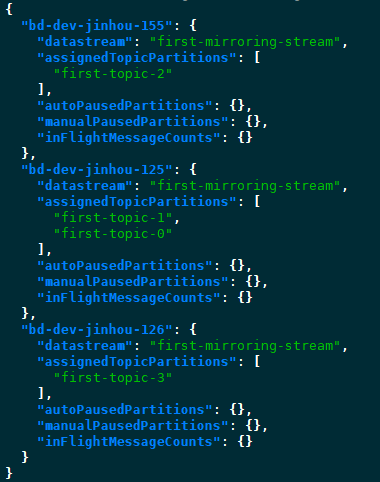 {
  "bd-dev-jinhou-155": {
    "datastream": "first-mirroring-stream",
    "assignedTopicPartitions": [
      "first-topic-2"
    ],
    "autoPausedPartitions": {},
    "manualPausedPartitions": {},
    "inFlightMessageCounts": {}
  },
  "bd-dev-jinhou-125": {
    "datastream": "first-mirroring-stream",
    "assignedTopicPartitions": [
      "first-topic-1",
      "first-topic-0"
    ],
    "autoPausedPartitions": {},
    "manualPausedPartitions": {},
    "inFlightMessageCounts": {}
  },
  "bd-dev-jinhou-126": {
    "datastream": "first-mirroring-stream",
    "assignedTopicPartitions": [
      "first-topic-3"
    ],
    "autoPausedPartitions": {},
    "manualPausedPartitions": {},
    "inFlightMessageCounts": {}
  }
}